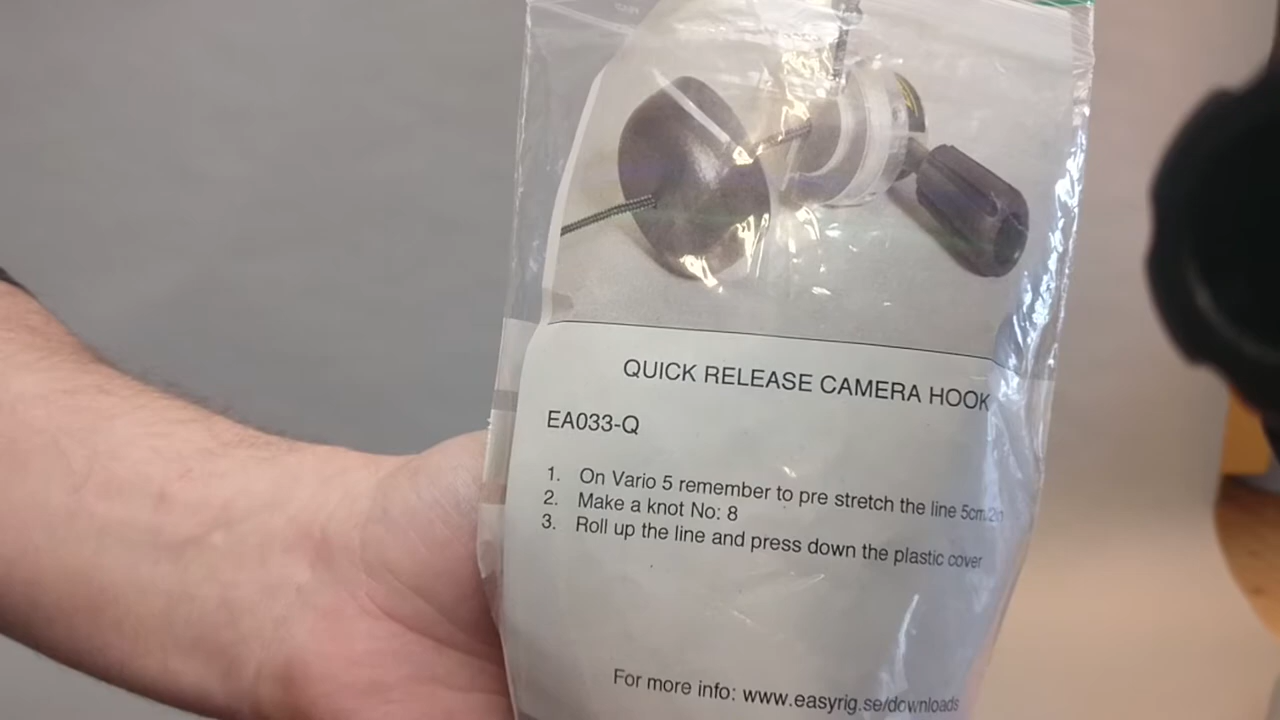 QUICK RELEASE CAMERA HOOK
EA033-Q
1. On Vario 5 remember to pre stretch the line 5cm
2. Make a knot No: 8
3. Roll up the line and press down the plastic cover
For more info: www.easyrig.se/downloads